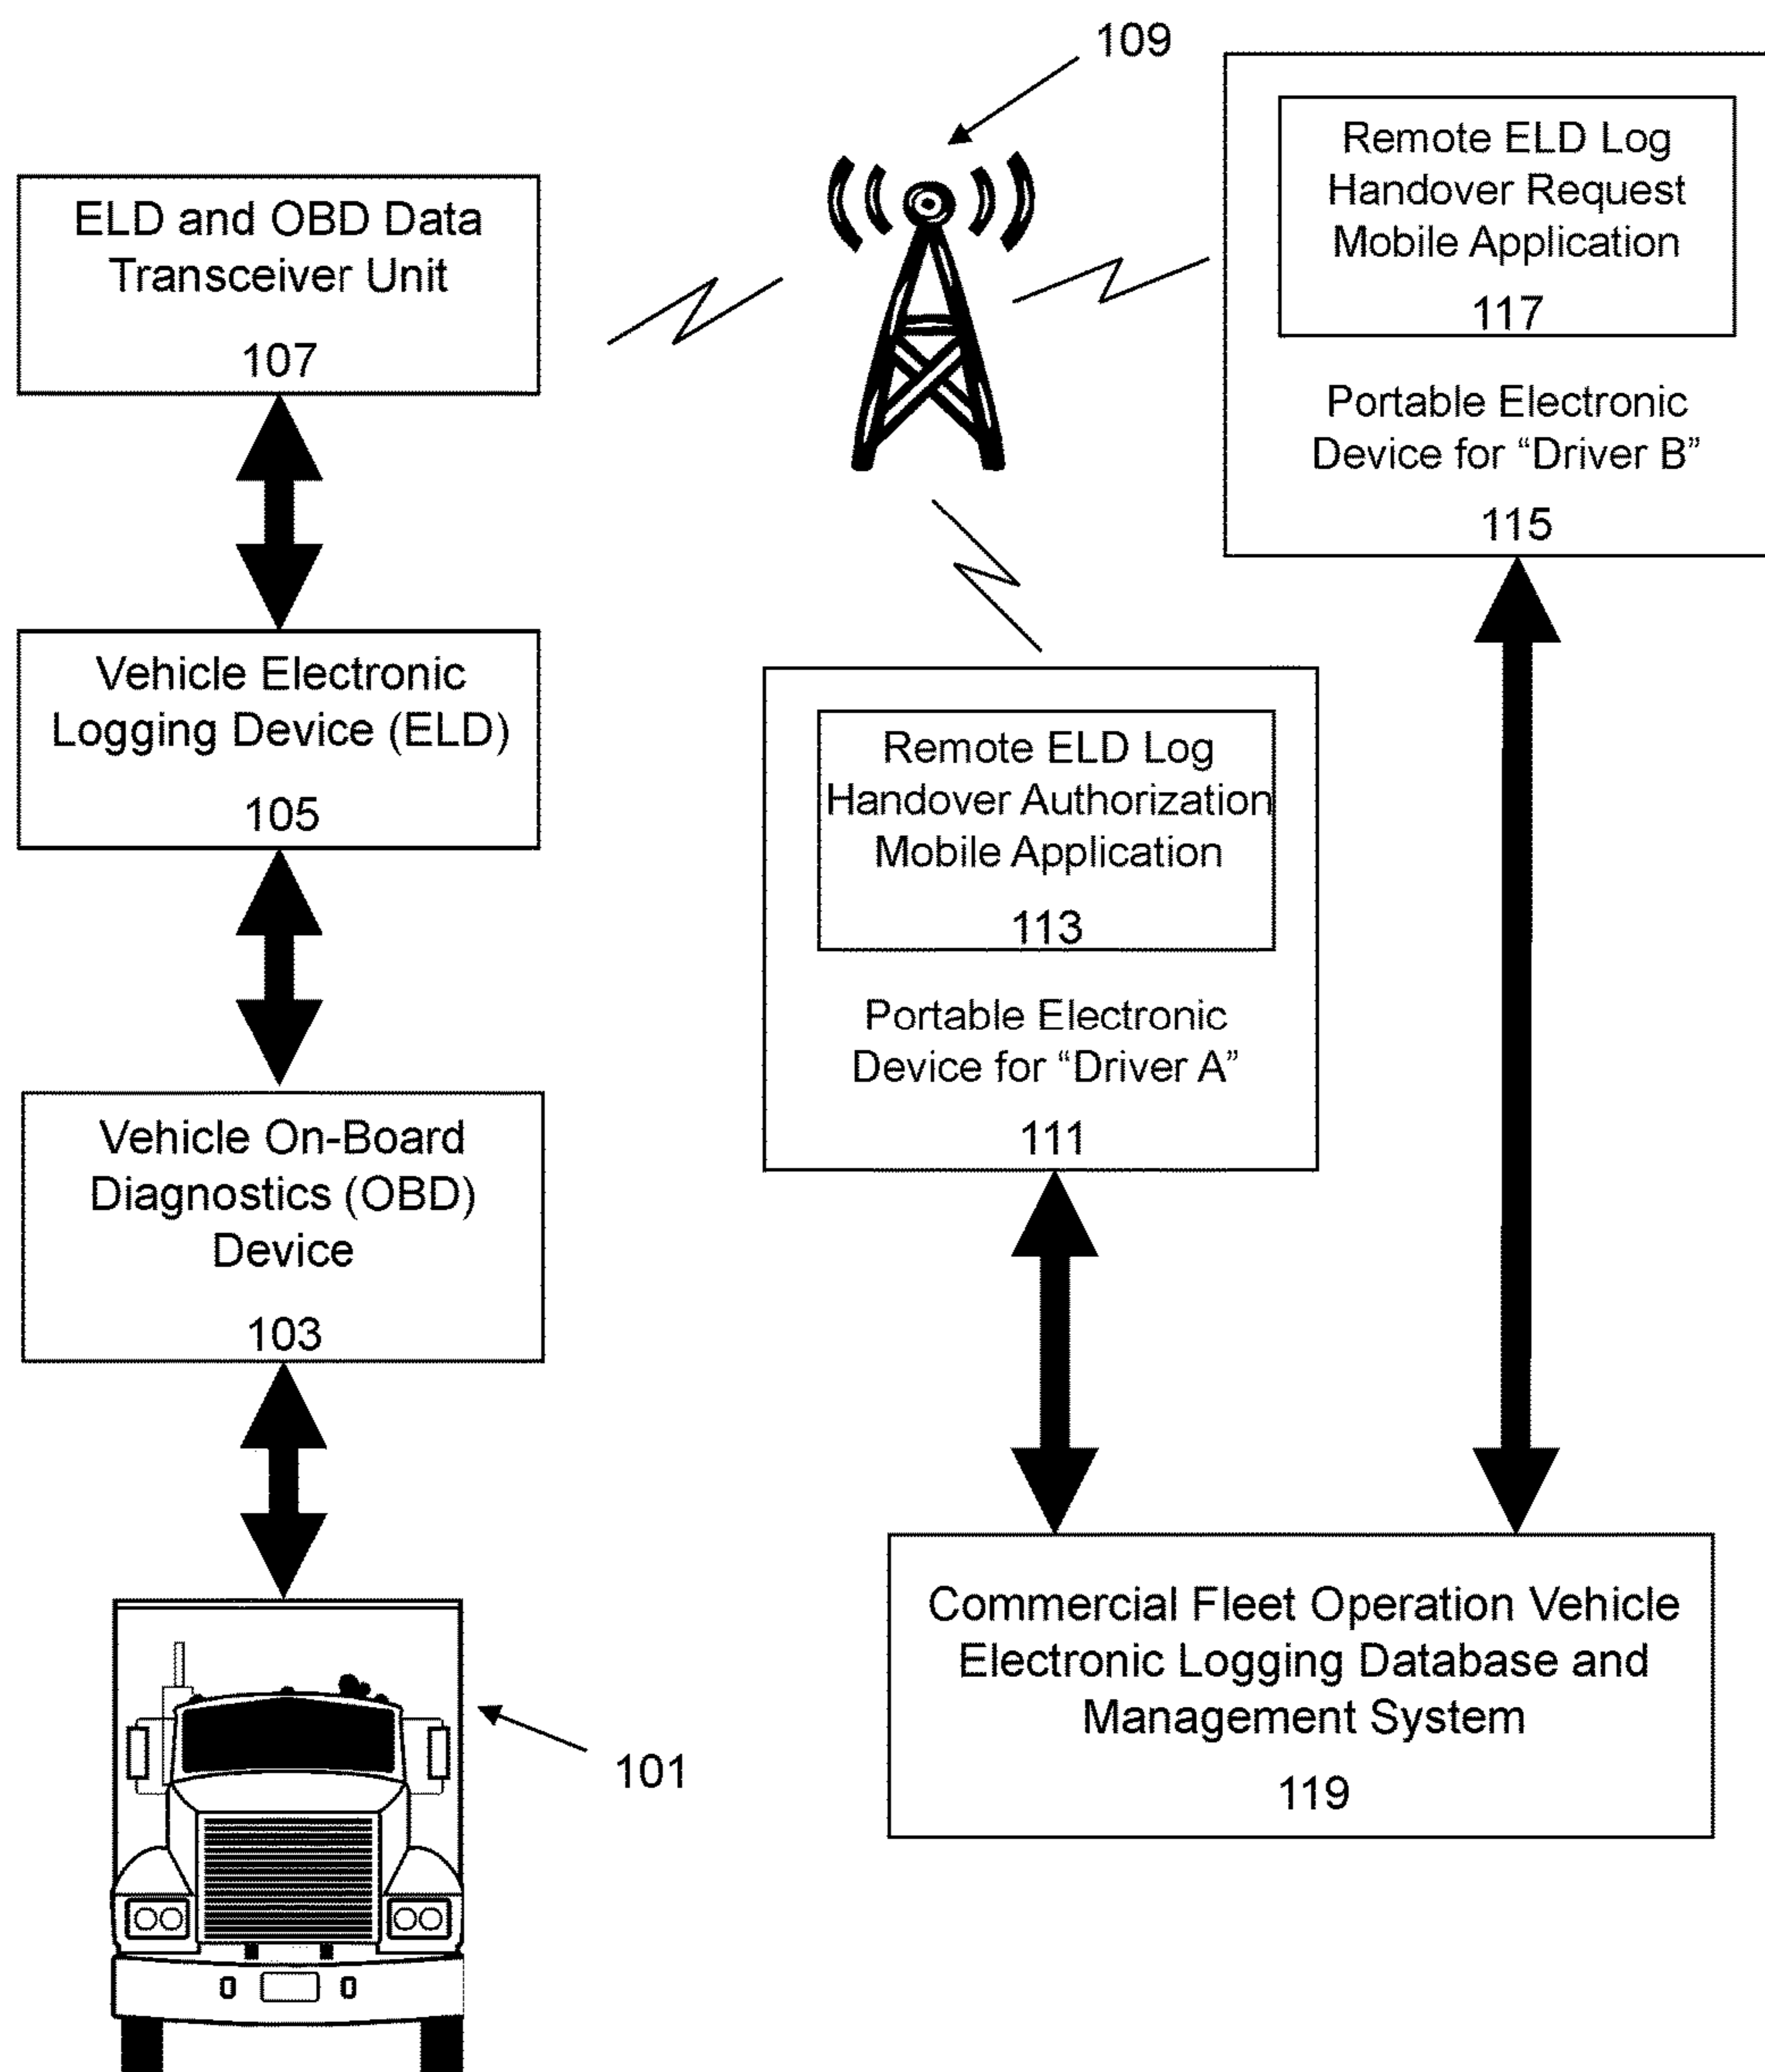 109
Remote ELD Log
Handover Request
Mobile Application
117
Portable Electronic
Device for “Driver B”
115
ELD and OBD Data
Transceiver Unit
107
Vehicle Electronic
Logging Device (ELD)
105
Remote ELD Log
Handover Authorization
Mobile Application
113
Portable Electronic
Device for “Driver A”
111
Vehicle On-Board
Diagnostics (OBD)
Device
103
101
Commercial Fleet Operation Vehicle
Electronic Logging Database and
Management System
119